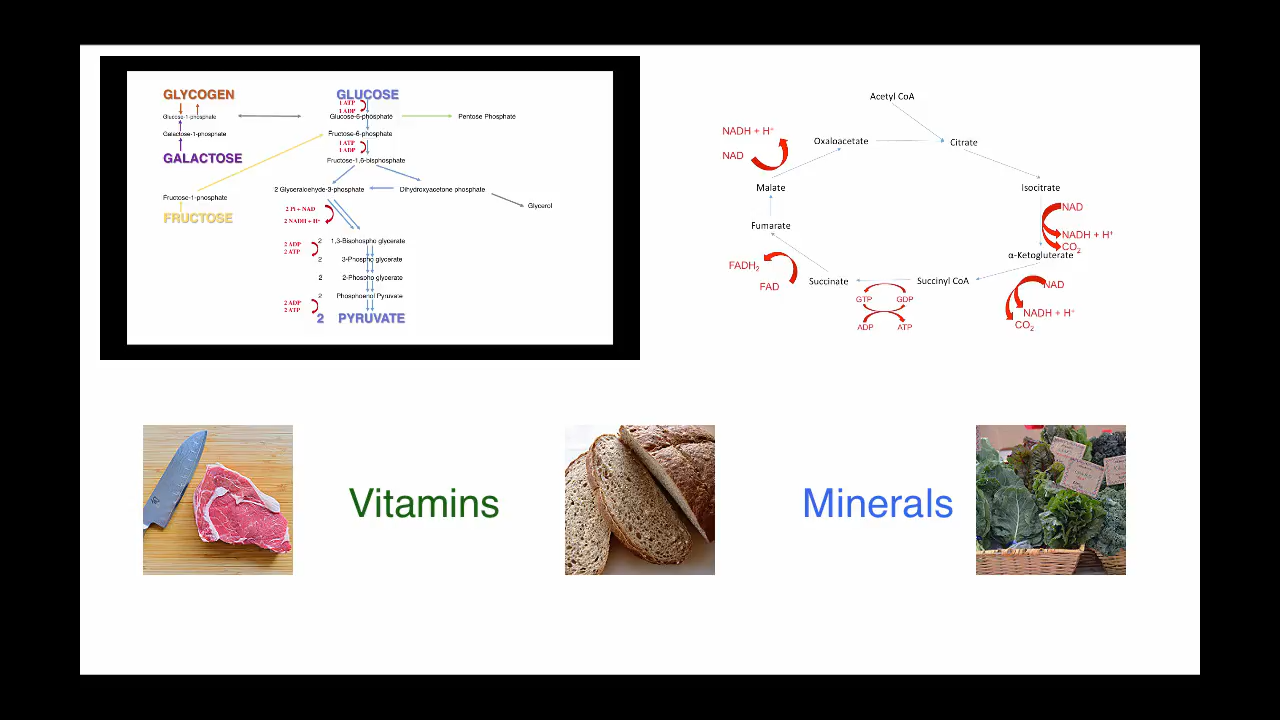 GLYCOGEN
GLUCOSE
1 ATP
1 ADP
Glucose-1-phosphate
Glucose-6-phosphate
Pentose Phosphate
Galactose-1-phosphate
Fructose-6-phosphate
1 ATP
1 ADP
GALACTOSE
Fructose-1,6-bisphosphate
2 Glyceraloehyde-3-phosphate
Dihydroxyacetone phosphate
Fructose-1-phosphate
Glycerol
2 Pi + NAD
FRUCTOSE
2 NADH + H+
2 ADP
2 ATP
2 1,3-Bisphospho glycerate
2 3-Phospho glycerate
2 2-Phospho glycerate
2 Phosphoenol Pyruvate
2 ADP
2 ATP
2 PYRUVATE
Acetyl CoA
NADH + H+
NAD
Oxaloacetate
Citrate
Malate
Isocitrate
NAD
NADH + H+
CO2
Fumarate
α-Ketogluterate
FADH2
FAD
Succinate
Succinyl CoA
NAD
GTP
GDP
NADH + H+
CO2
ADP
ATP
Vitamins
Minerals